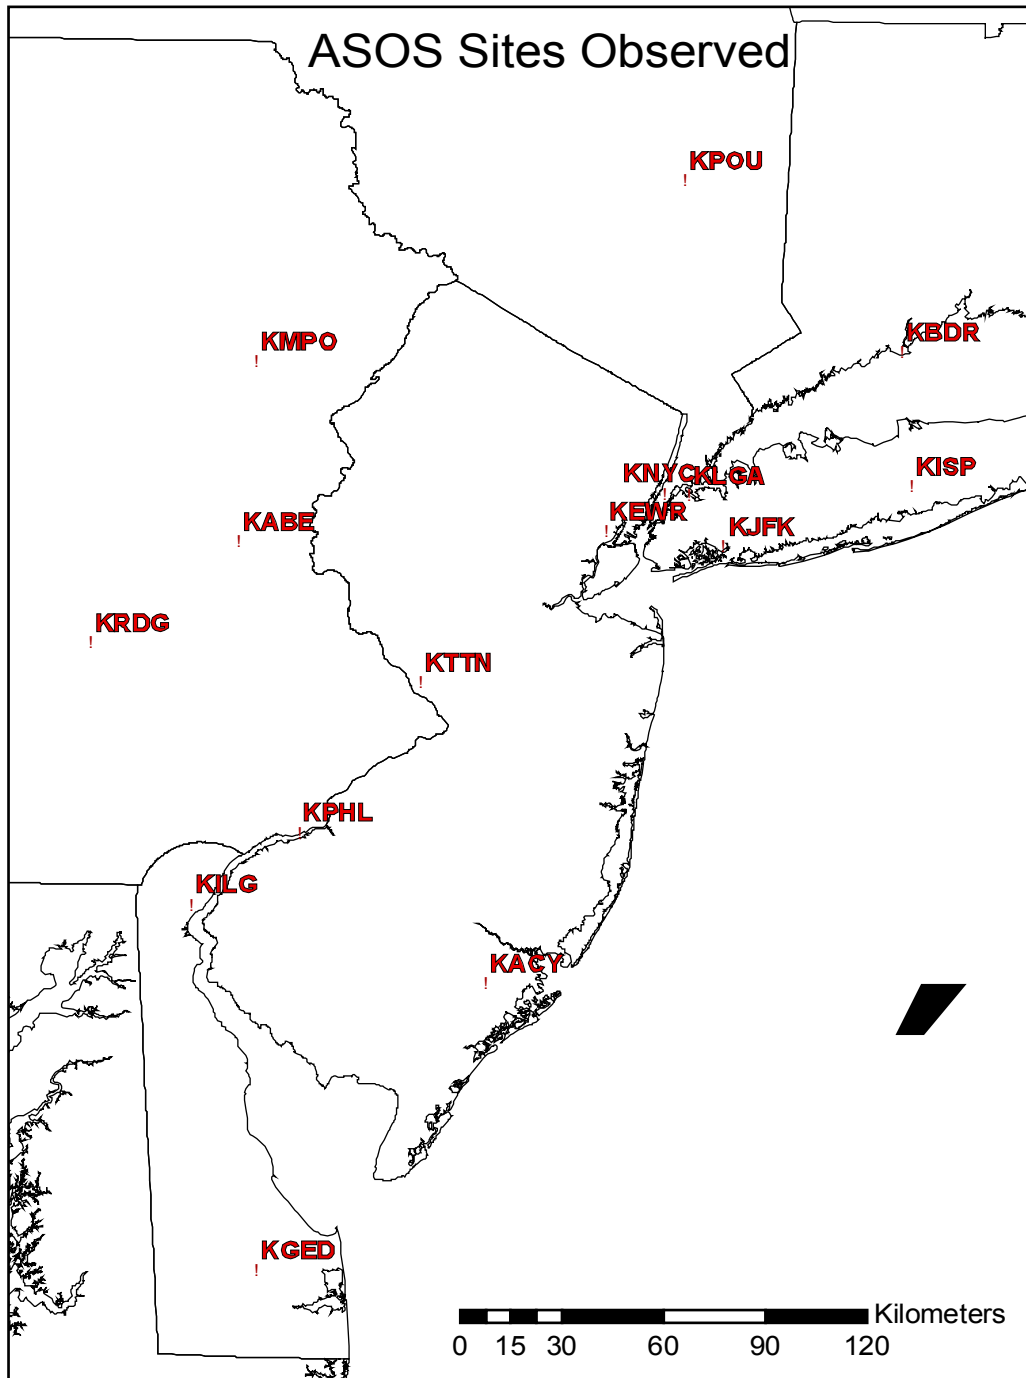 ASOS Sites Observed
KPOU
KBDR
KMPO
KISP
KNYC
KLGA
KEWR
KJFK
KABE
KRDG
KTTN
KPHL
KILG
KACY
KGED
Kilometers
0 15 30 60 90 120